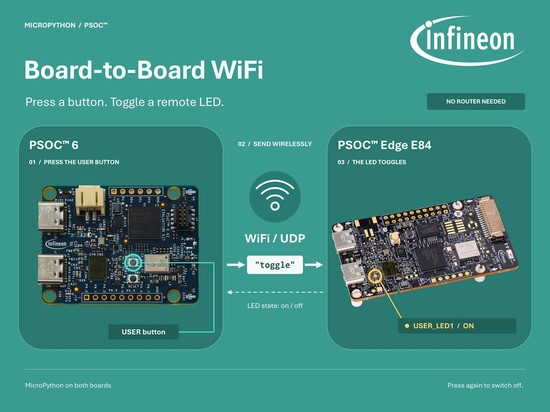 MICROPYTHON / PSOC™
infineon
Board-to-Board WiFi
Press a button. Toggle a remote LED.
NO ROUTER NEEDED
PSOC™ 6
01 / PRESS THE USER BUTTON
infineon
USER button
02 / SEND WIRELESSLY
WiFi / UDP
"toggle"
LED state: on / off
PSOC™ Edge E84
03 / THE LED TOGGLES
USER_LED1 / ON
MicroPython on both boards
Press again to switch off.